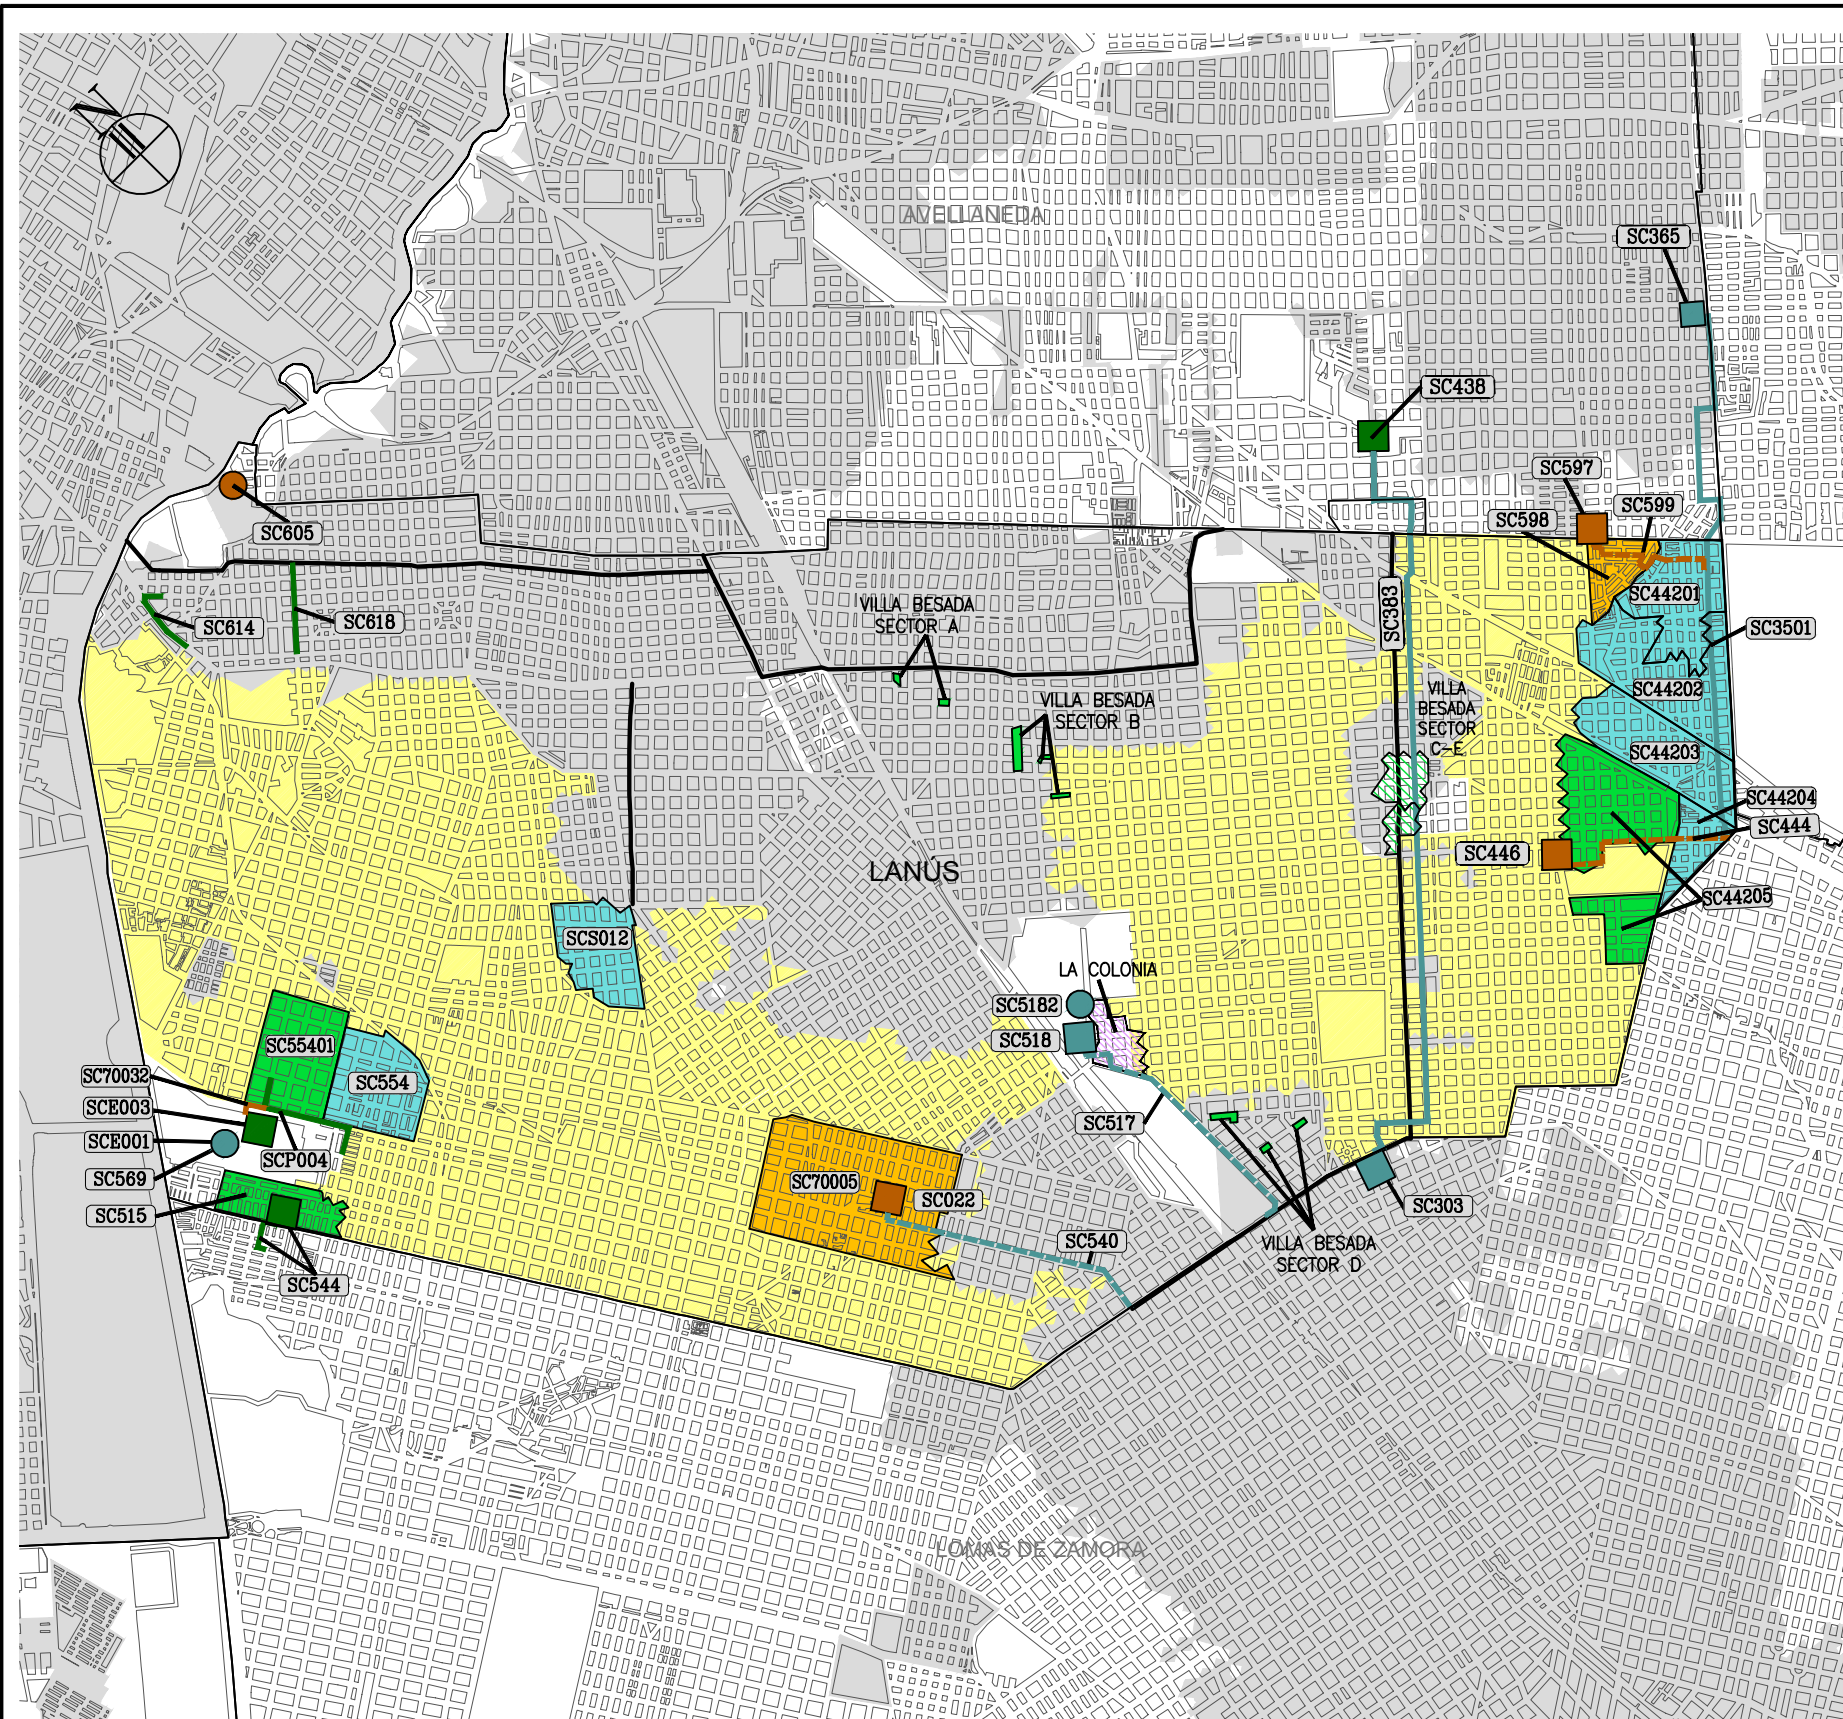 N
AVELLANEDA
SC365
SC438
SC597
SC599
SC598
SC605
SC44201
SC383
VILLA BESADA
SECTOR A
SC614
SC618
SC3501
VILLA BESADA
SECTOR B
VILLA
BESADA
SECTOR
C-E
SC44202
SC44203
SC44204
SC444
SC446
LANÚS
SC44205
SCS012
LA COLONIA
SC5182
SC518
SC55401
SC70032
SC554
SCE003
SC517
SCE001
SCP004
SC569
SC70005
SC022
SC303
SC515
SC540
VILLA BESADA
SECTOR D
SC544
LOMAS DE ZAMORA